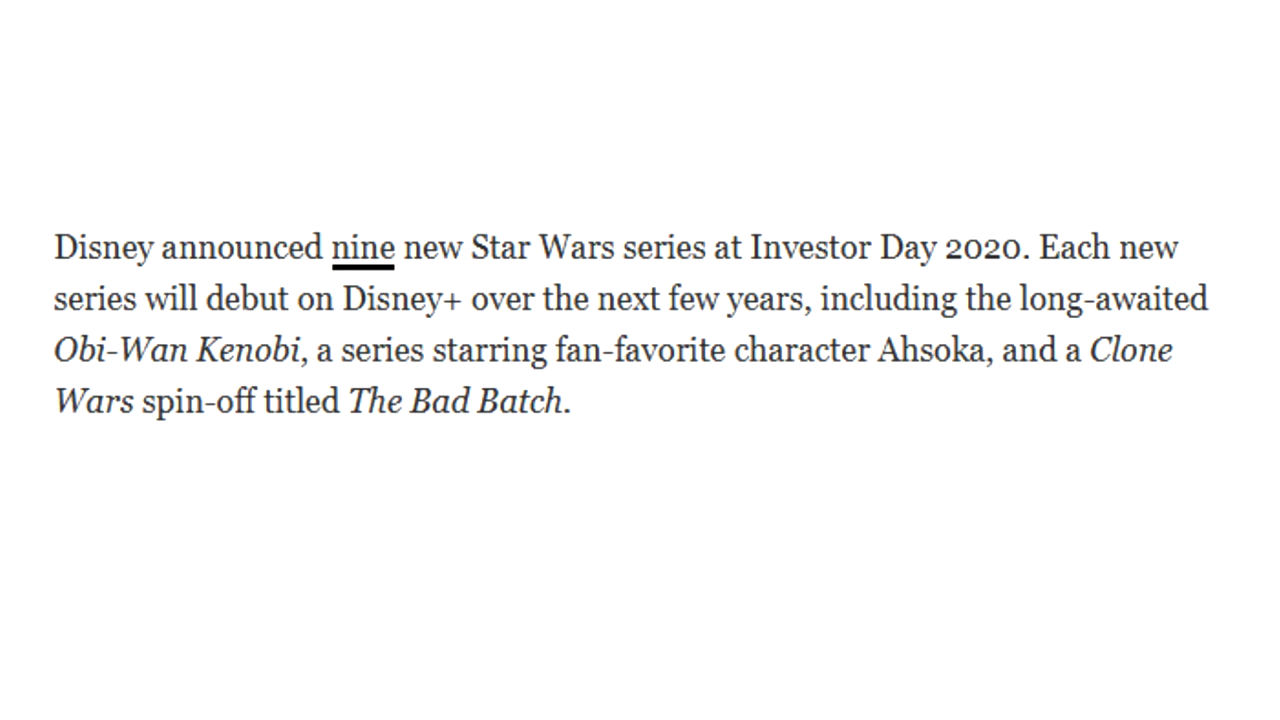 Disney announced nine new Star Wars series at Investor Day 2020. Each new
series will debut on Disney+ over the next few years, including the long-awaited
Obi-Wan Kenobi, a series starring fan-favorite character Ahsoka, and a Clone
Wars spin-off titled The Bad Batch.